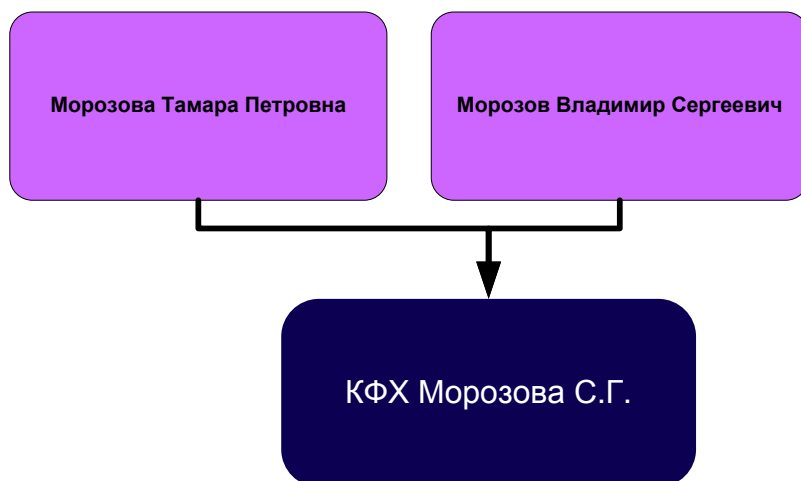 Морозова Тамара Петровна
Морозов Владимир Сергеевич
КФХ Морозова С.Г.